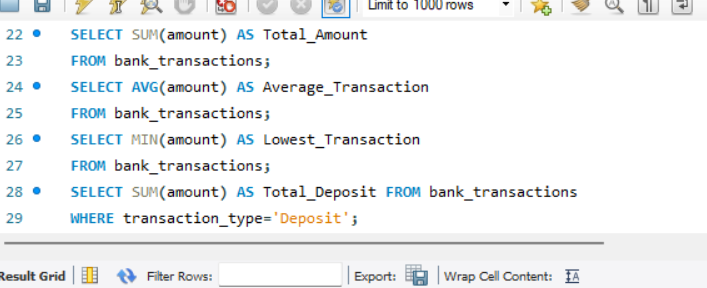 Limit to 1000 rows
22 SELECT SUM(amount) AS Total_Amount
23 FROM bank_transactions;
24 SELECT AVG(amount) AS Average_Transaction
25 FROM bank_transactions;
26 SELECT MIN(amount) AS Lowest_Transaction
27 FROM bank_transactions;
28 SELECT SUM(amount) AS Total_Deposit FROM bank_transactions
29 WHERE transaction_type='Deposit';
Result Grid Filter Rows: Export: Wrap Cell Content: